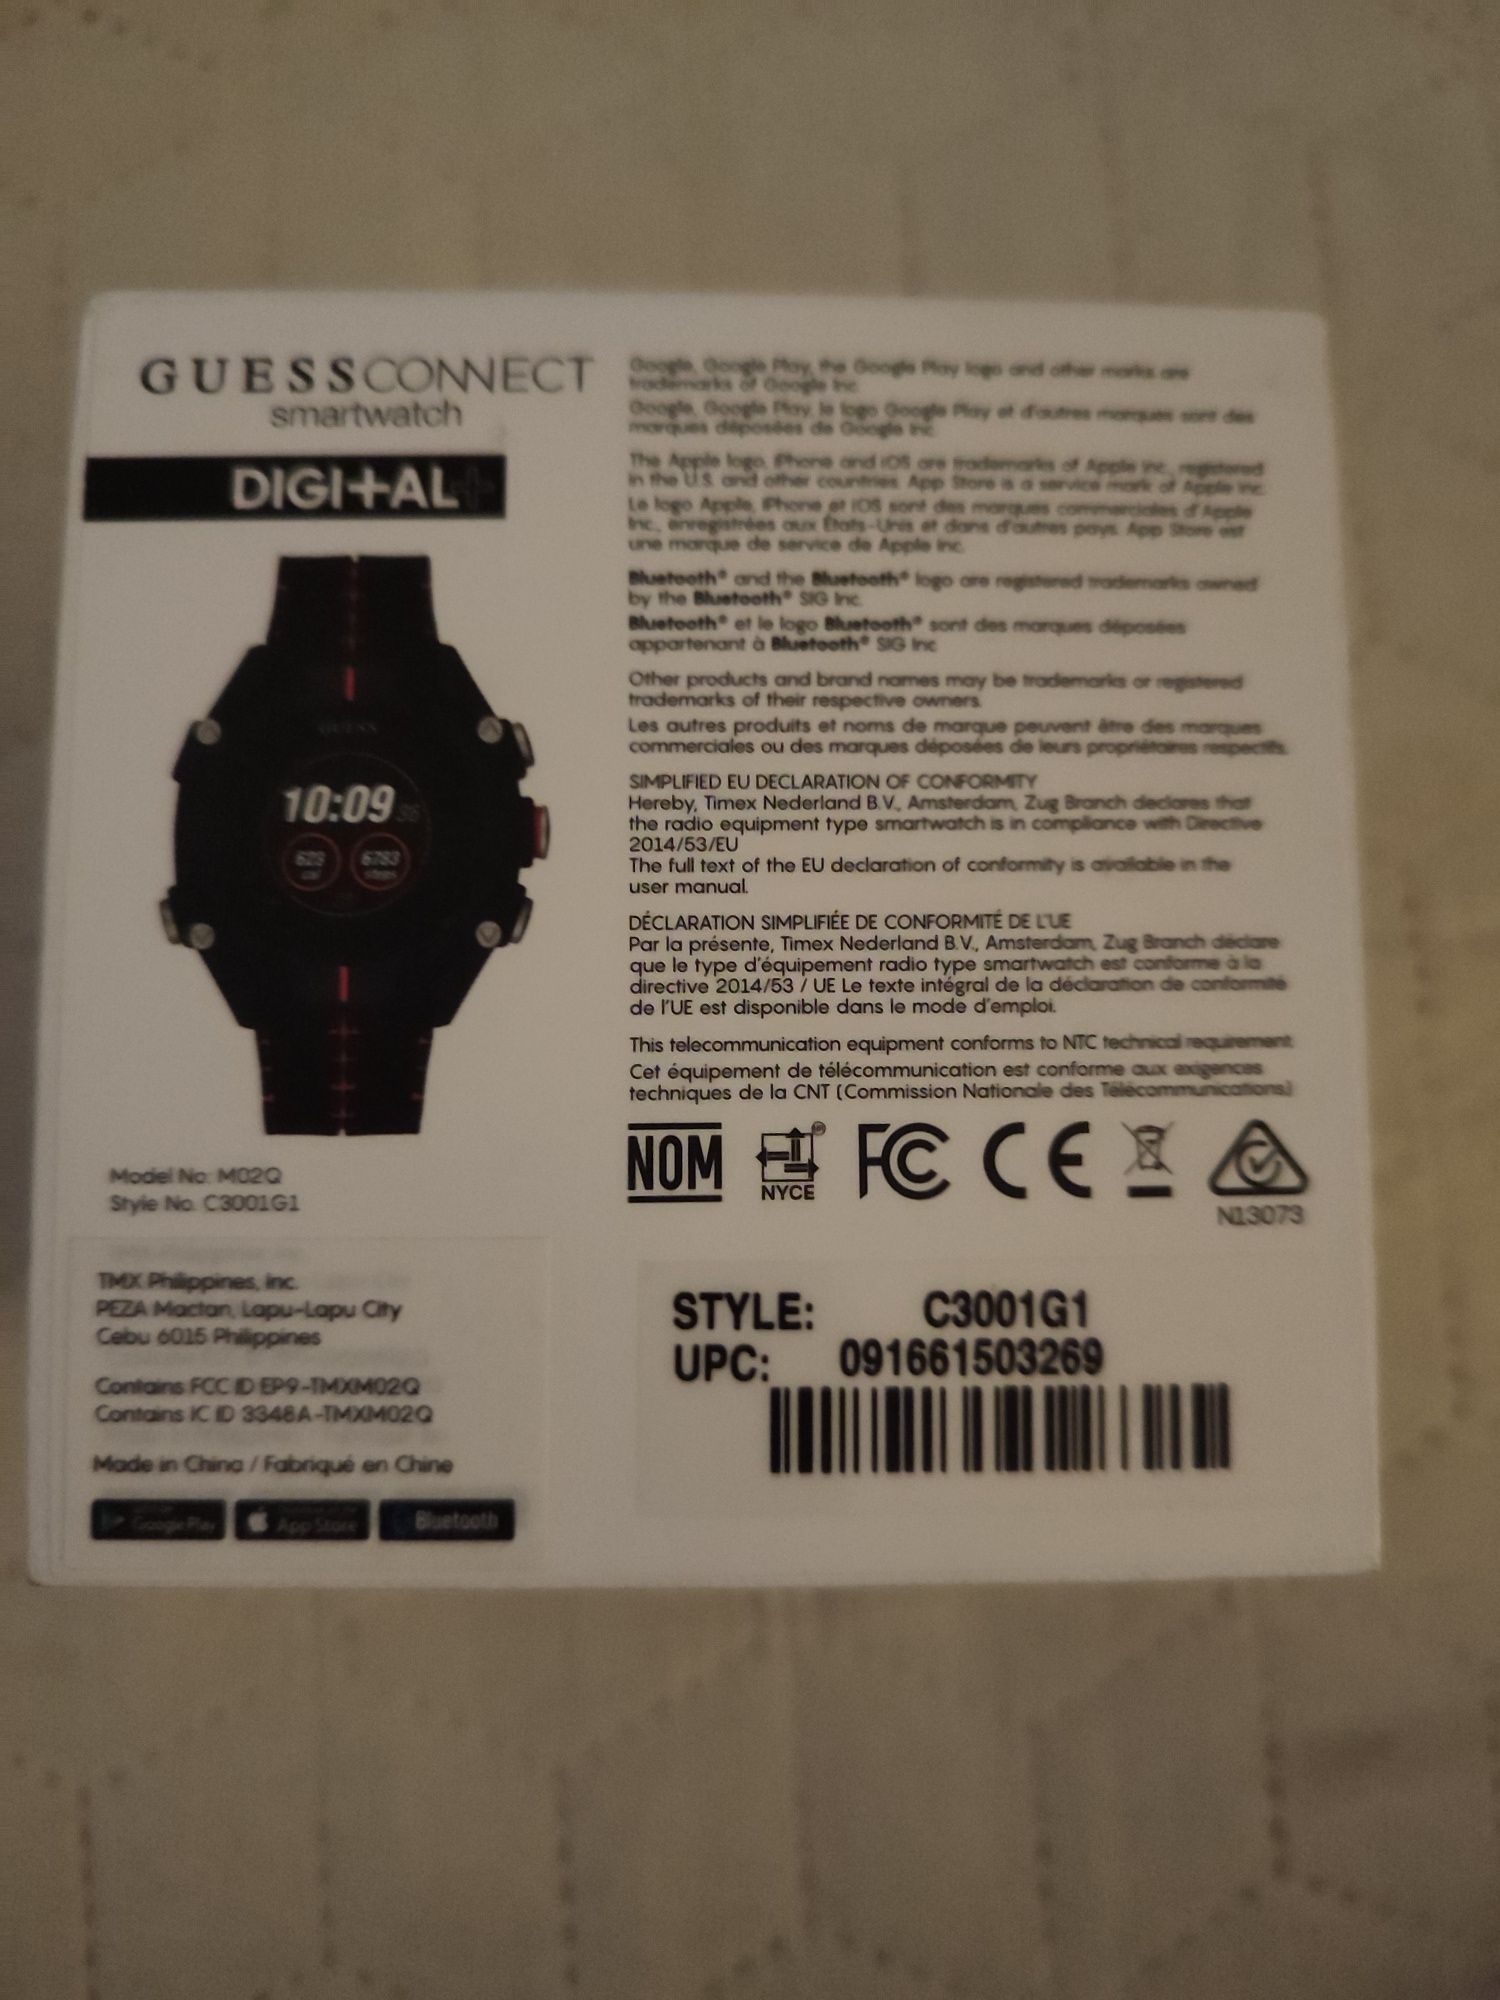 GUESSCONNECT
smartwatch
DIGI+AL+
GUESS
10:09 36
623
cal
6783
steps
Model No: M02Q
Style No. C3001G1
TMX Philippines, Inc.
PEZA Mactan, Lapu-Lapu City
Cebu 6015 Philippines
Contains FCC ID EP9-TMXM02Q
Contains IC ID 3348A-TMXM02Q
Made in China / Fabriqué en Chine
Google Play
App Store
Bluetooth
Google, Google Play, the Google Play logo and other marks are
trademarks of Google Inc.
Google, Google Play, le logo Google Play et d'autres marques sont des
marques déposées de Google Inc.
The Apple logo, iPhone and iOS are trademarks of Apple Inc., registered
in the U.S. and other countries. App Store is a service mark of Apple Inc.
Le logo Apple, iPhone et iOS sont des marques commerciales d'Apple
Inc., enregistrées aux États-Unis et dans d'autres pays. App Store est
une marque de service de Apple Inc.
Bluetooth® and the Bluetooth® logo are registered trademarks owned
by the Bluetooth® SIG Inc.
Bluetooth® et le logo Bluetooth® sont des marques déposées
appartenant à Bluetooth® SIG Inc
Other products and brand names may be trademarks or registered
trademarks of their respective owners.
Les autres produits et noms de marque peuvent être des marques
commerciales ou des marques déposées de leurs propriétaires respectifs.
SIMPLIFIED EU DECLARATION OF CONFORMITY
Hereby, Timex Nederland B.V., Amsterdam, Zug Branch declares that
the radio equipment type smartwatch is in compliance with Directive
2014/53/EU
The full text of the EU declaration of conformity is available in the
user manual.
DÉCLARATION SIMPLIFIÉE DE CONFORMITÉ DE L'UE
Par la présente, Timex Nederland B.V., Amsterdam, Zug Branch déclare
que le type d'équipement radio type smartwatch est conforme à la
directive 2014/53 / UE Le texte intégral de la déclaration de conformité
de l'UE est disponible dans le mode d'emploi.
This telecommunication equipment conforms to NTC technical requirement
Cet équipement de télécommunication est conforme aux exigences
techniques de la CNT (Commission Nationale des Télécommunications)
NOM
NYCE
FC
CE
N13073
STYLE: C3001G1
UPC: 091661503269